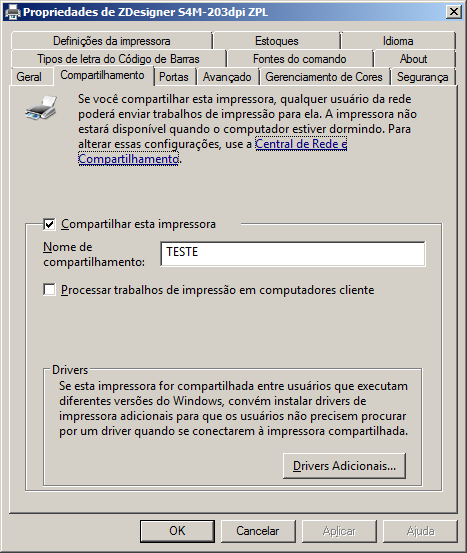 Propriedades de ZDesigner S4M-203dpi ZPL
Definições da impressora Estoques Idioma
Tipos de letra do Código de Barras Fontes do comando About
Geral Compartilhamento Portas Avançado Gerenciamento de Cores Segurança
Se você compartilhar esta impressora, qualquer usuário da rede
poderá enviar trabalhos de impressão para ela. A impressora não
estará disponível quando o computador estiver dormindo. Para
alterar essas configurações, use a Central de Rede e
Compartilhamento.
Compartilhar esta impressora
Nome de
compartilhamento:
TESTE
Processar trabalhos de impressão em computadores cliente
Drivers
Se esta impressora for compartilhada entre usuários que executam
diferentes versões do Windows, convém instalar drivers de
impressora adicionais para que os usuários não precisem procurar
por um driver quando se conectarem à impressora compartilhada.
Drivers Adicionais...
OK Cancelar Aplicar Ajuda